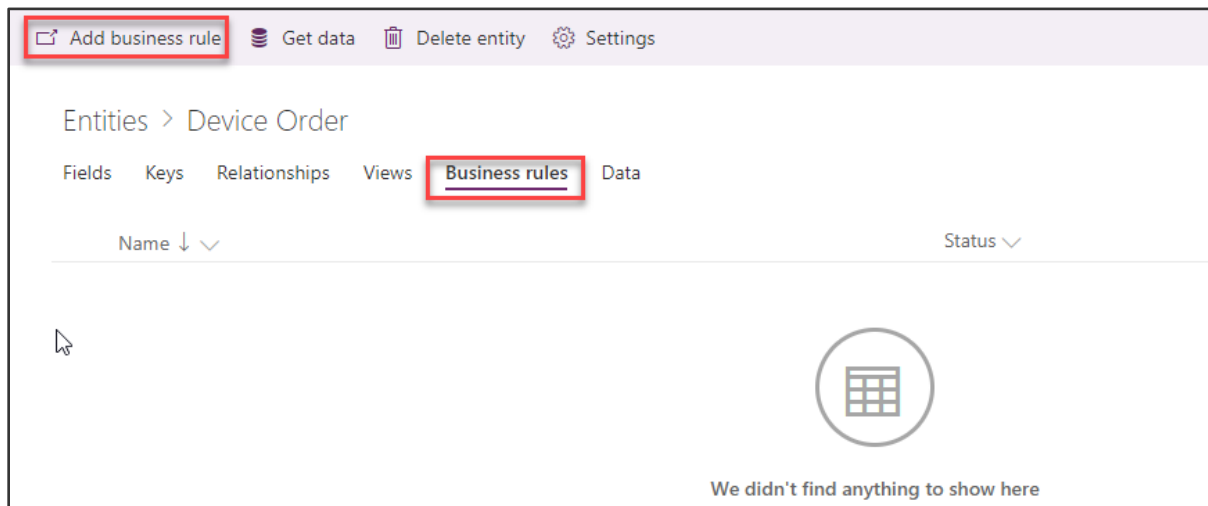 Add business rule Get data Delete entity Settings
Entities > Device Order
Fields Keys Relationships Views Business rules Data
Name ↓ Status
We didn't find anything to show here